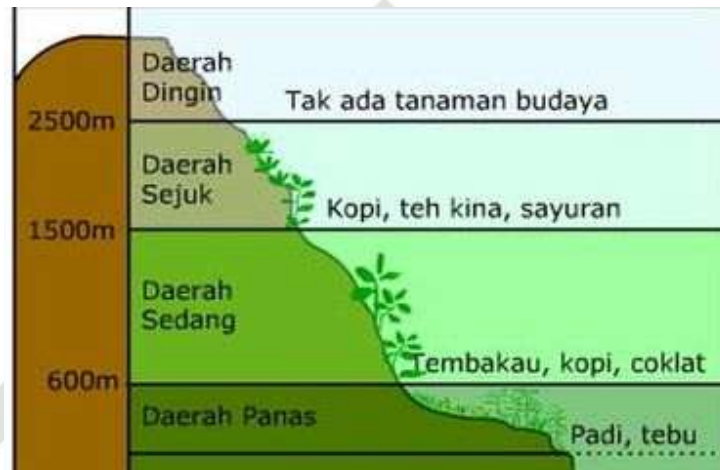 Daerah
Dingin
Tak ada tanaman budaya
2500m
Daerah
Sejuk
Kopi, teh kina, sayuran
1500m
Daerah
Sedang
Tembakau, kopi, coklat
600m
Daerah Panas
Padi, tebu